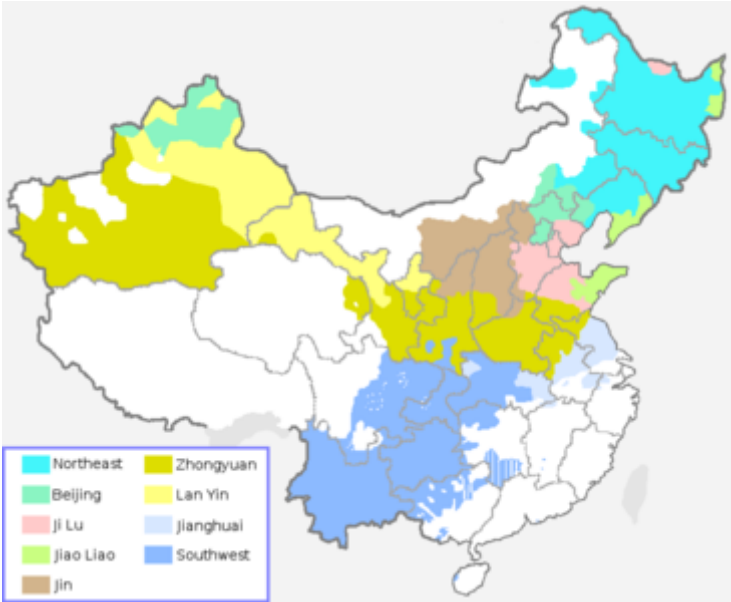 Northeast
Zhongyuan
Beijing
Lan Yin
Ji Lu
Jianghuai
Jiao Liao
Southwest
Jin